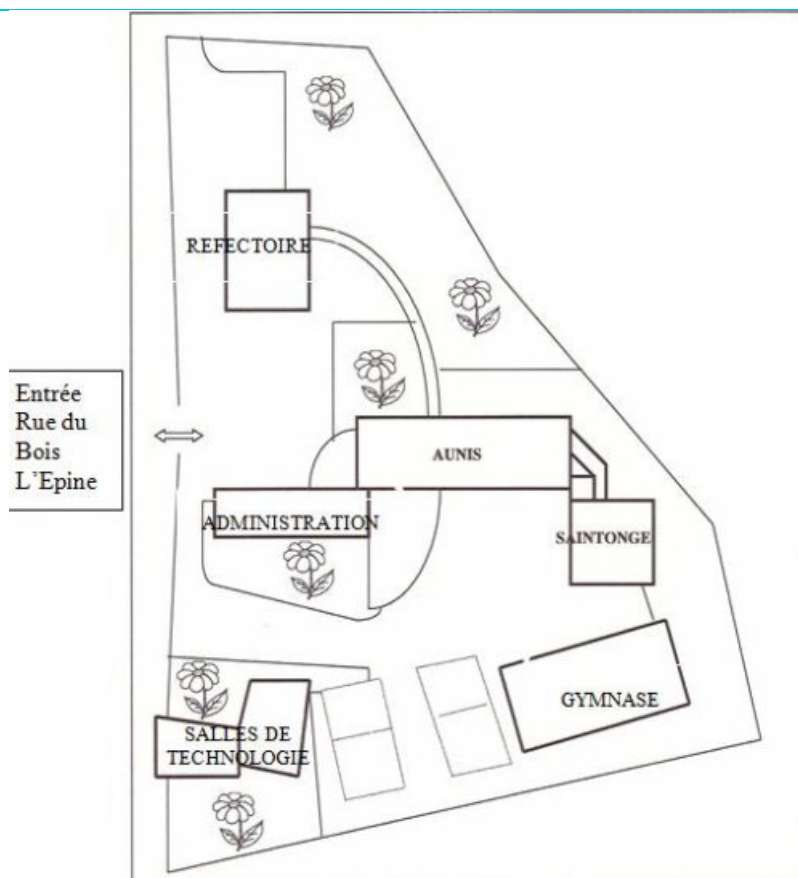 REFECTOIRE
Entrée
Rue du
Bois
L'Epine
AUNIS
ADMINISTRATION
SAINTONGE
GYMNASE
SALLES DE
TECHNOLOGIE